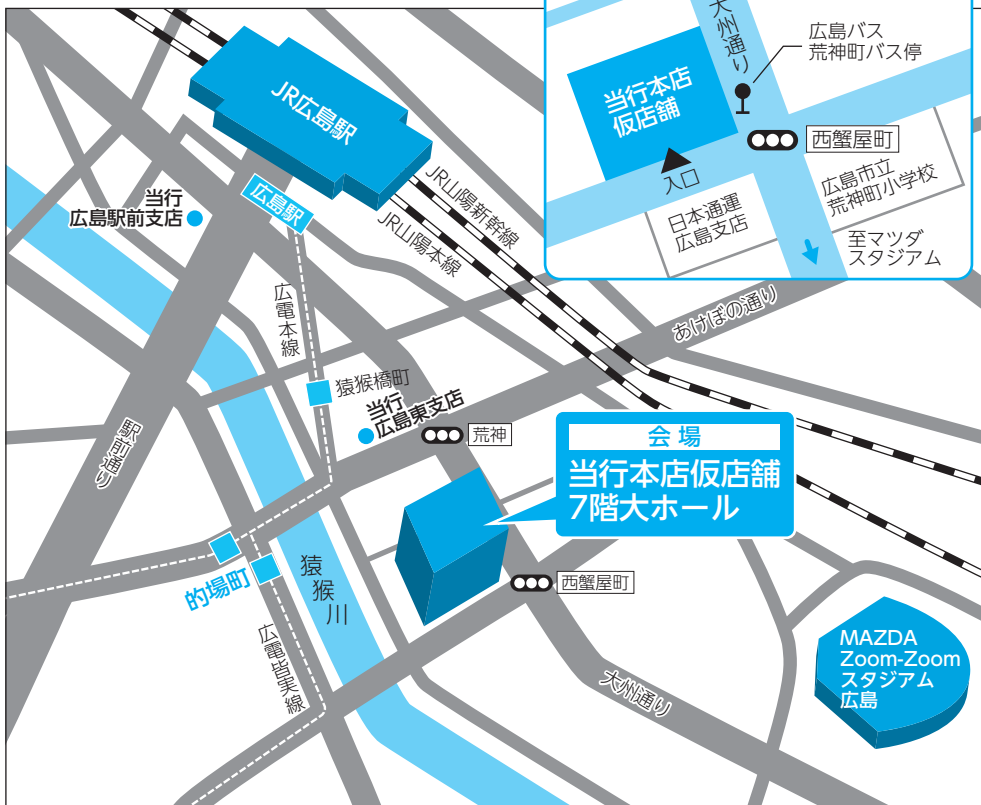 JR広島駅
広島駅
当行
広島駅前支店
JR山陽新幹線
JR山陽本線
広電本線
猿猴橋町
当行
広島東支店
荒神
あけぼの通り
駅前通り
会場
当行本店仮店舗
7階大ホール
的場町
猿猴川
西蟹屋町
広電皆実線
大州通り
MAZDA
Zoom-Zoom
スタジアム
広島
大州通り
広島バス
荒神町バス停
当行本店
仮店舗
西蟹屋町
入口
日本通運
広島支店
広島市立
荒神町小学校
至マツダ
スタジアム